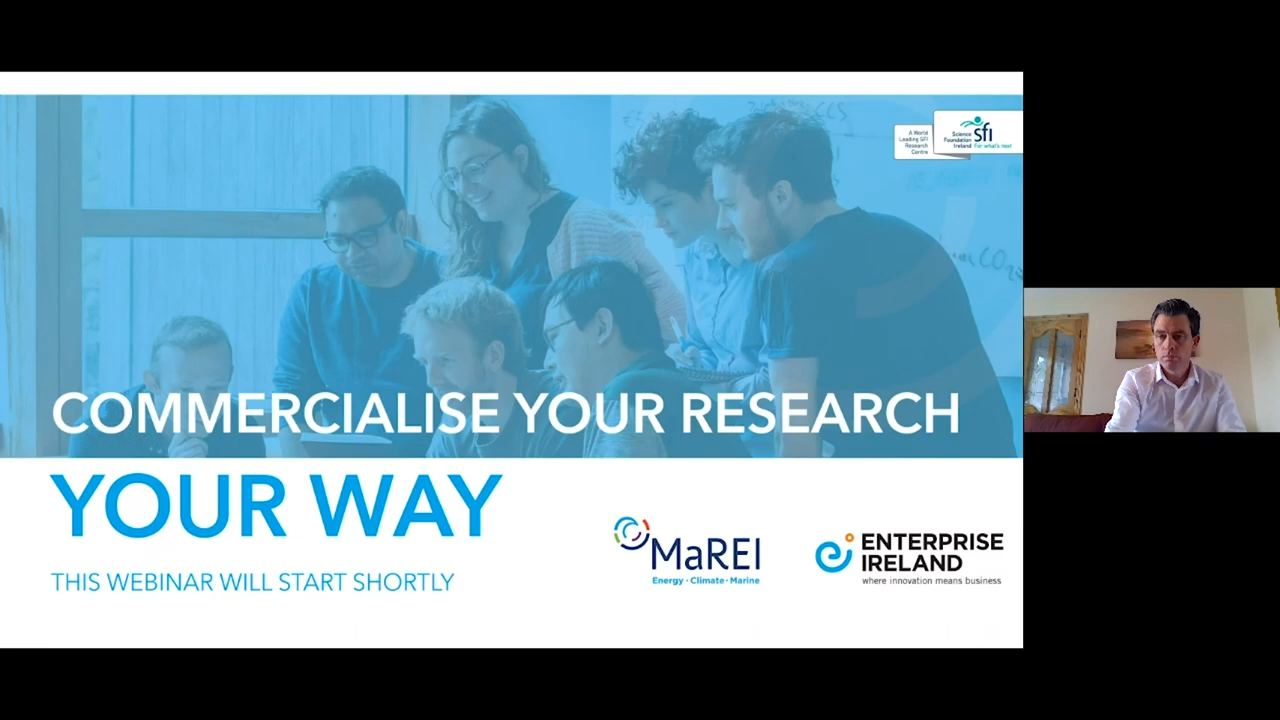 A World
Leading SFI
Research
Centre
Science
Foundation
Ireland
sfi
For what's next
CO2
COMMERCIALISE YOUR RESEARCH
YOUR WAY
THIS WEBINAR WILL START SHORTLY
MaREI
Energy · Climate · Marine
ENTERPRISE
IRELAND
where innovation means business